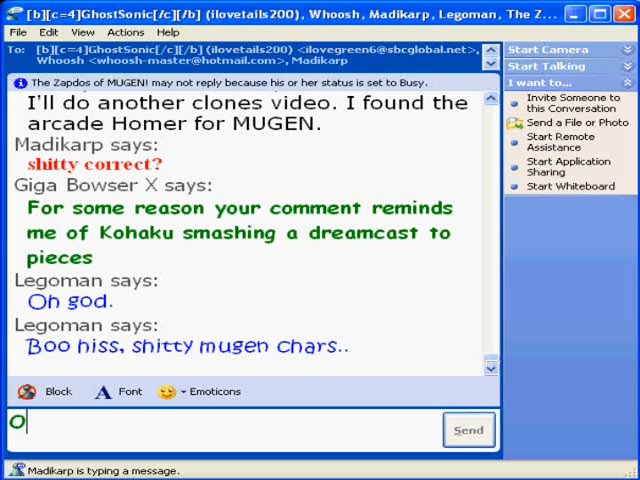 [b][c=4]GhostSonic[/c][/b] (ilovetails200), Whoosh, Madikarp, Legoman, The Z...
File Edit View Actions Help
To: [b][c=4]GhostSonic[/c][/b] (ilovetails200) <ilovegreen6@sbcglobal.net>,
Whoosh <whoosh-master@hotmail.com>, Madikarp
The Zapdos of MUGEN! may not reply because his or her status is set to Busy.
I'll do another clones video. I found the
arcade Homer for MUGEN.
Madikarp says:
shitty correct?
Giga Bowser X says:
For some reason your comment reminds
me of Kohaku smashing a dreamcast to
pieces
Legoman says:
Oh god.
Legoman says:
Boo hiss, shitty mugen chars..
Block Font Emoticons
O
Send
Madikarp is typing a message.
Start Camera
Start Talking
I want to...
Invite Someone to
this Conversation
Send a File or Photo
Start Remote
Assistance
Start Application
Sharing
Start Whiteboard